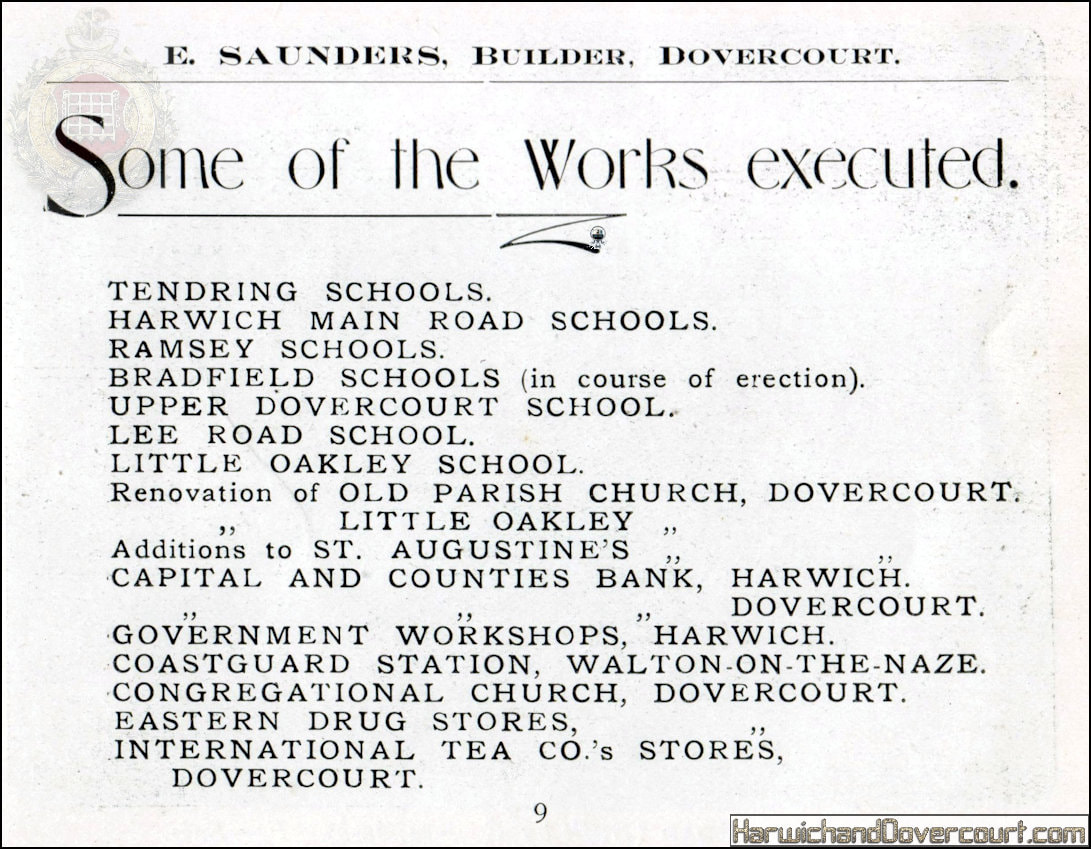 E. SAUNDERS, BUILDER, DOVERCOURT.
Some of the Works executed.
TENDRING SCHOOLS.
HARWICH MAIN ROAD SCHOOLS.
RAMSEY SCHOOLS.
BRADFIELD SCHOOLS (in course of erection).
UPPER DOVERCOURT SCHOOL.
LEE ROAD SCHOOL.
LITTLE OAKLEY SCHOOL.
Renovation of OLD PARISH CHURCH, DOVERCOURT.
„ LITTLE OAKLEY „
Additions to ST. AUGUSTINE'S „ „
CAPITAL AND COUNTIES BANK, HARWICH.
„ „ „ DOVERCOURT.
GOVERNMENT WORKSHOPS, HARWICH.
COASTGUARD STATION, WALTON-ON-THE-NAZE.
CONGREGATIONAL CHURCH, DOVERCOURT.
EASTERN DRUG STORES, „
INTERNATIONAL TEA CO.'s STORES,
DOVERCOURT.
9
HarwichandDovercourt.com